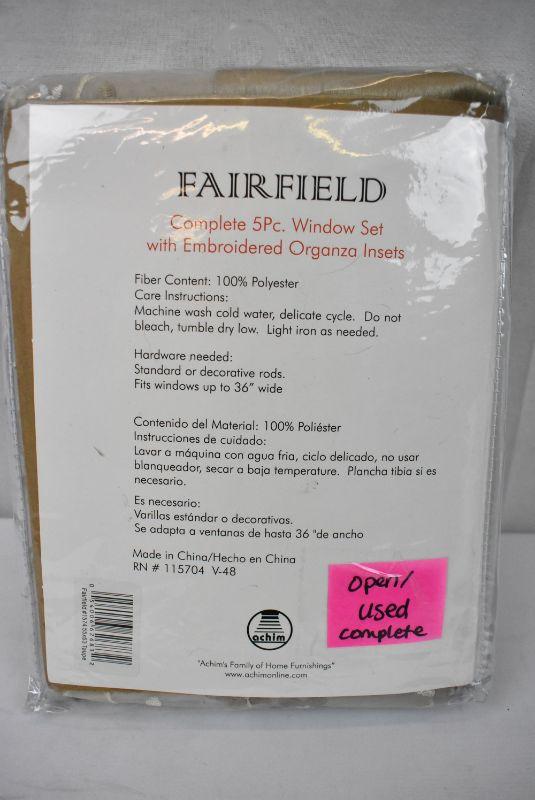 FAIRFIELD
Complete 5Pc. Window Set
with Embroidered Organza Insets
Fiber Content: 100% Polyester
Care Instructions:
Machine wash cold water, delicate cycle. Do not
bleach, tumble dry low. Light iron as needed.
Hardware needed:
Standard or decorative rods.
Fits windows up to 36" wide
Contenido del Material: 100% Poliéster
Instrucciones de cuidado:
Lavar a máquina con agua fria, ciclo delicado, no usar
blanqueador, secar a baja temperature. Plancha tibia si es
necesario.
Es necesario:
Varillas estándar o decorativas.
Se adapta a ventanas de hasta 36 "de ancho
Made in China/Hecho en China
RN # 115704 V-48
open/
used
complete
achim
"Achim's Family of Home Furnishings"
www.achimonline.com